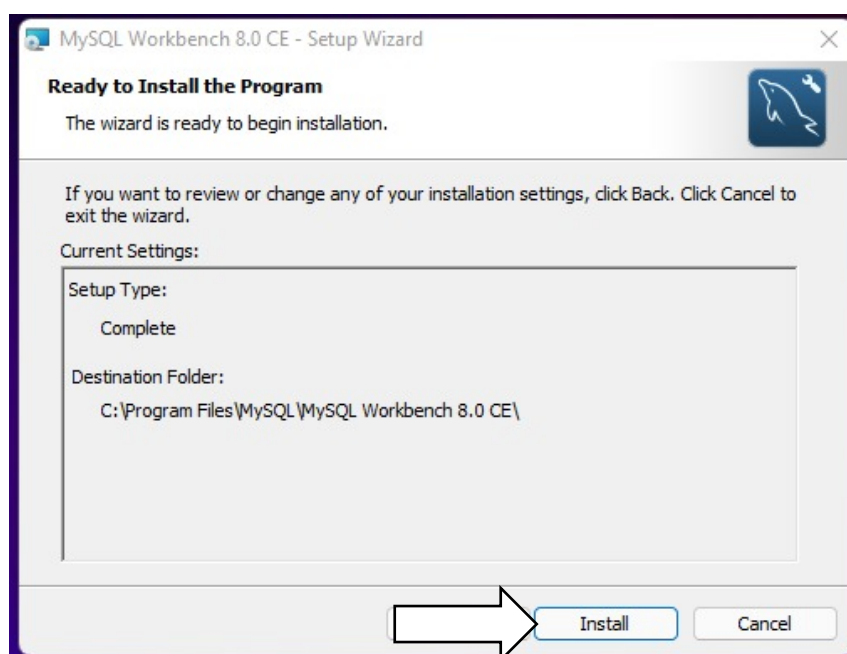 MySQL Workbench 8.0 CE - Setup Wizard
Ready to Install the Program
The wizard is ready to begin installation.
If you want to review or change any of your installation settings, click Back. Click Cancel to
exit the wizard.
Current Settings:
Setup Type:
Complete
Destination Folder:
C:\Program Files\MySQL\MySQL Workbench 8.0 CE\
Install
Cancel